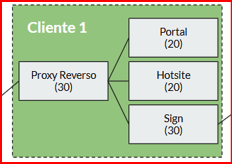 Cliente 1
Portal
(20)
Proxy Reverso
(30)
Hotsite
(20)
Sign
(30)